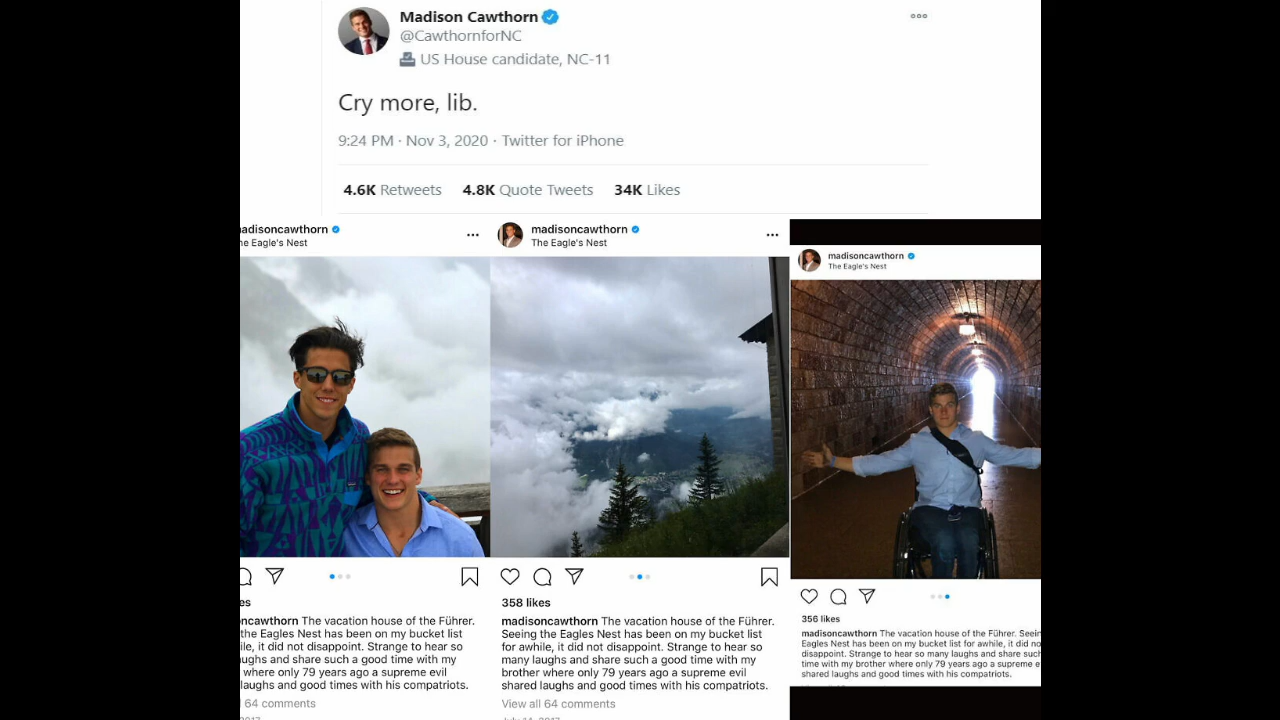 Madison Cawthorn
@CawthornforNC
US House candidate, NC-11
Cry more, lib.
9:24 PM · Nov 3, 2020 · Twitter for iPhone
4.6K Retweets 4.8K Quote Tweets 34K Likes
adisoncawthorn
he Eagle's Nest
es
ncawthorn The vacation house of the Führer.
the Eagles Nest has been on my bucket list
ile, it did not disappoint. Strange to hear so
ughs and share such a good time with my
where only 79 years ago a supreme evil
laughs and good times with his compatriots.
64 comments
2017
madisoncawthorn
The Eagle's Nest
358 likes
madisoncawthorn The vacation house of the Führer.
Seeing the Eagles Nest has been on my bucket list
for awhile, it did not disappoint. Strange to hear so
many laughs and share such a good time with my
brother where only 79 years ago a supreme evil
shared laughs and good times with his compatriots.
View all 64 comments
madisoncawthorn
The Eagle's Nest
356 likes
madisoncawthorn The vacation house of the Führer. Seein
Eagles Nest has been on my bucket list for awhile, it did no
disappoint. Strange to hear so many laughs and share such
time with my brother where only 79 years ago a supreme e
shared laughs and good times with his compatriots.